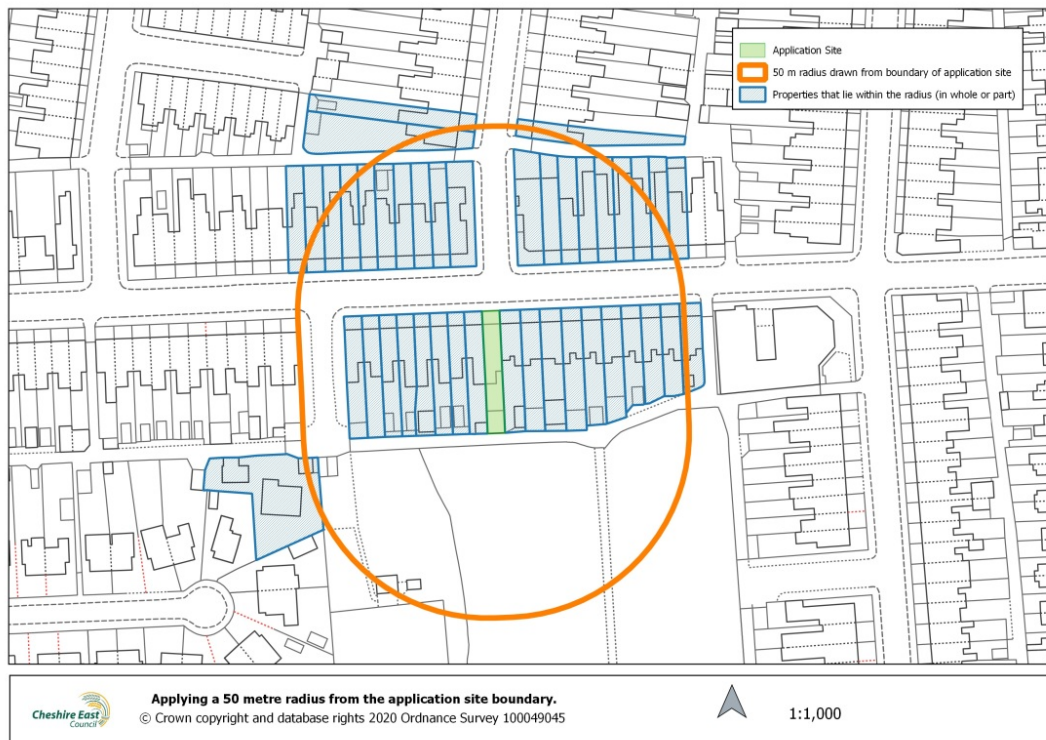 Application Site
50 m radius drawn from boundary of application site
Properties that lie within the radius (in whole or part)
Applying a 50 metre radius from the application site boundary.
Cheshire East
Council
© Crown copyright and database rights 2020 Ordnance Survey 100049045
1:1,000